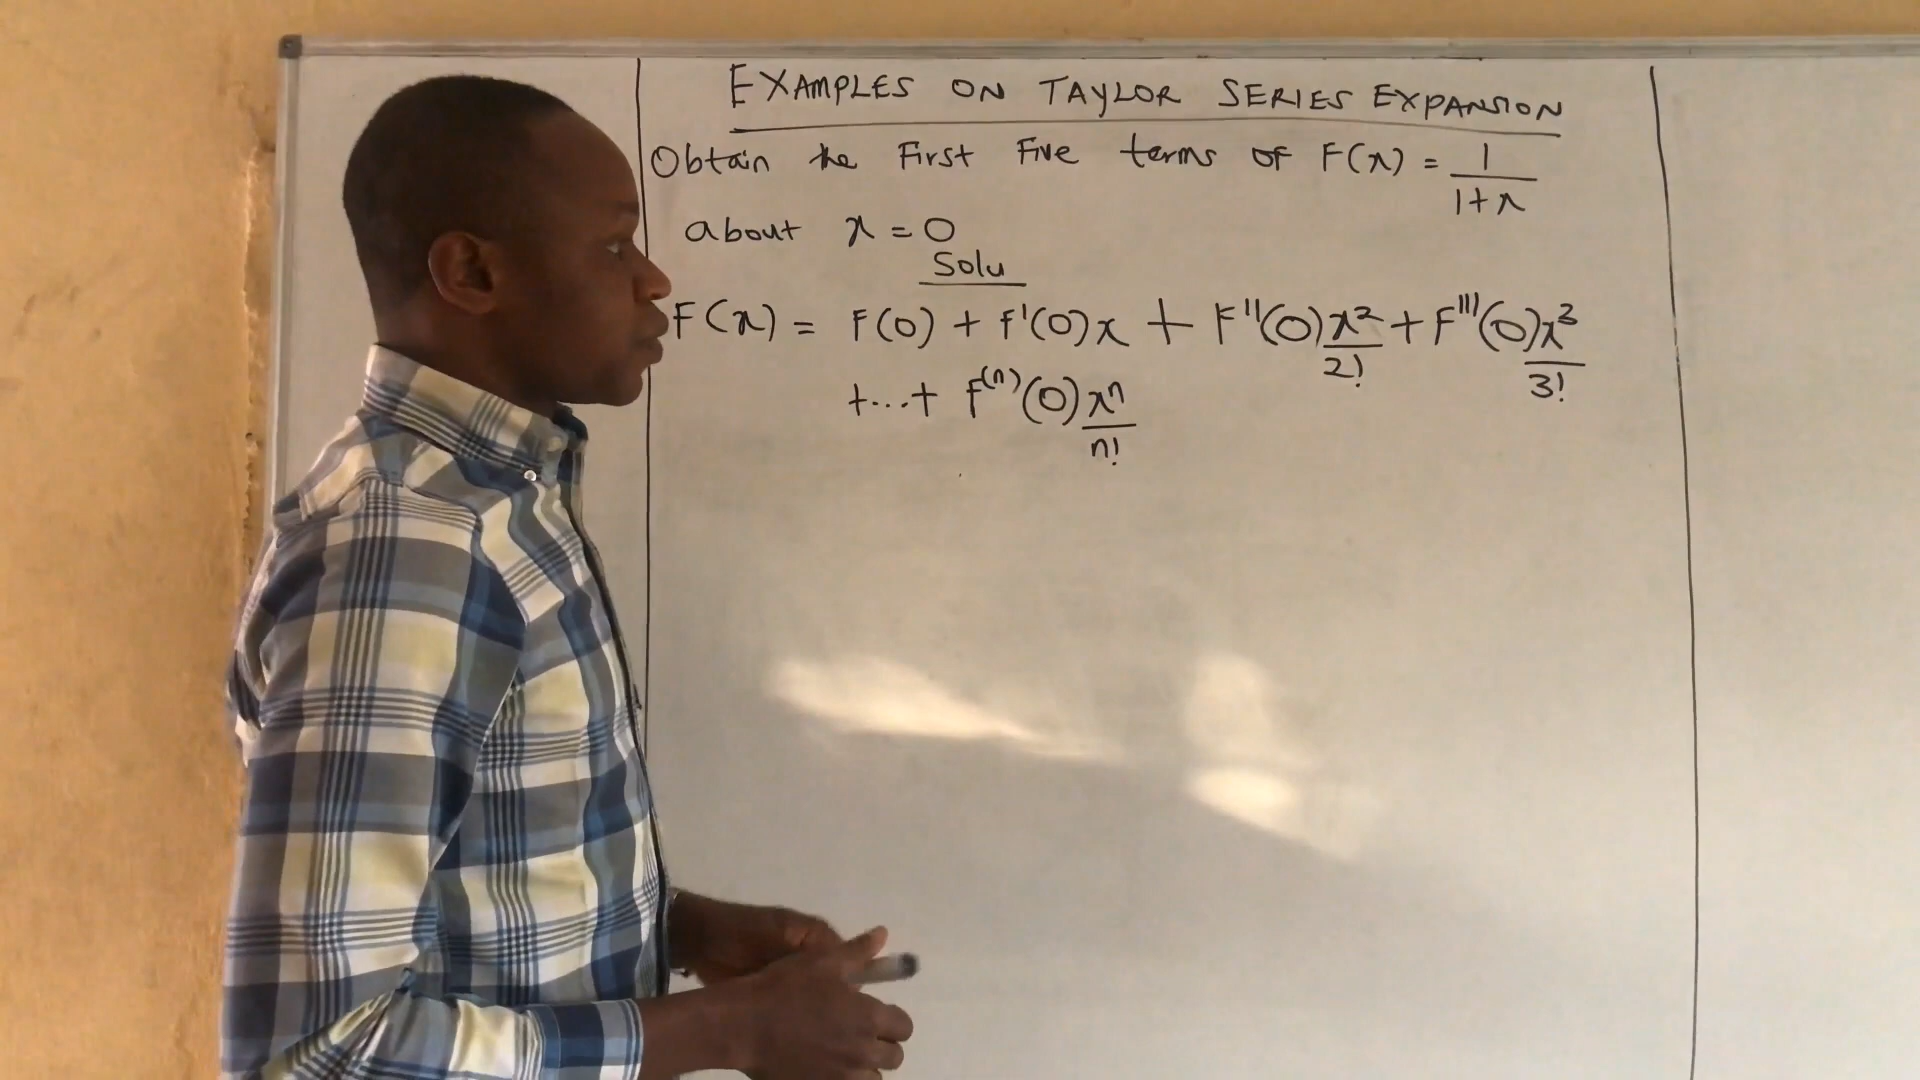 EXAMPLES ON TAYLOR SERIES EXPANSION
Obtain the First Five terms of F(x) = 1/(1+x)
about x = 0
Solu
F(x) = F(0) + F'(0)x + F''(0)x²/2! + F'''(0)x³/3!
+...+ F⁽ⁿ⁾(0)xⁿ/n!